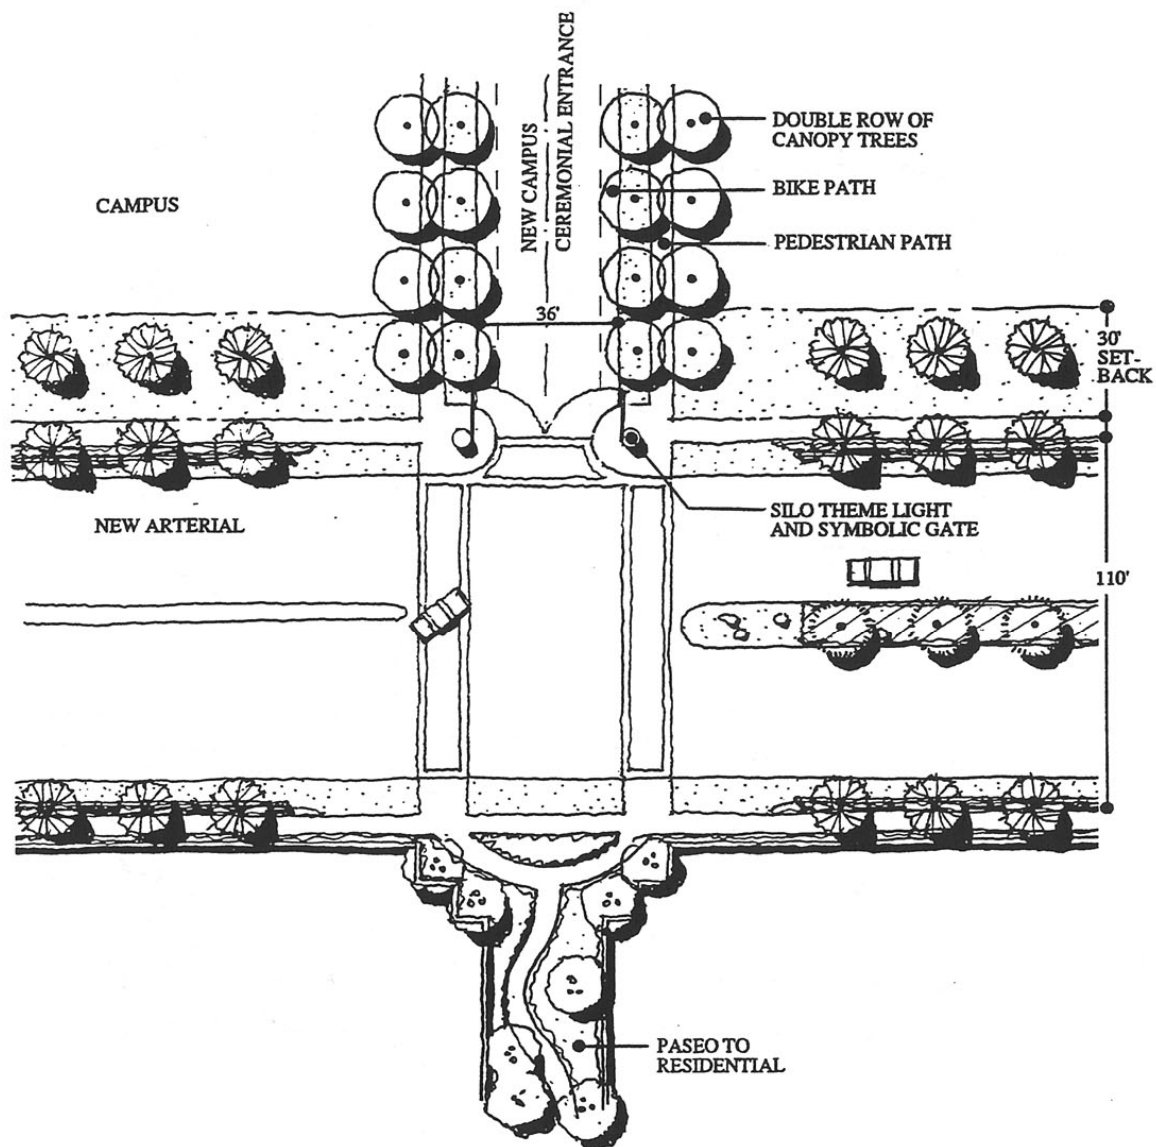 NEW CAMPUS
CEREMONIAL ENTRANCE
DOUBLE ROW OF
CANOPY TREES
BIKE PATH
CAMPUS
PEDESTRIAN PATH
36'
30'
SET-
BACK
SILO THEME LIGHT
AND SYMBOLIC GATE
NEW ARTERIAL
110'
PASEO TO
RESIDENTIAL